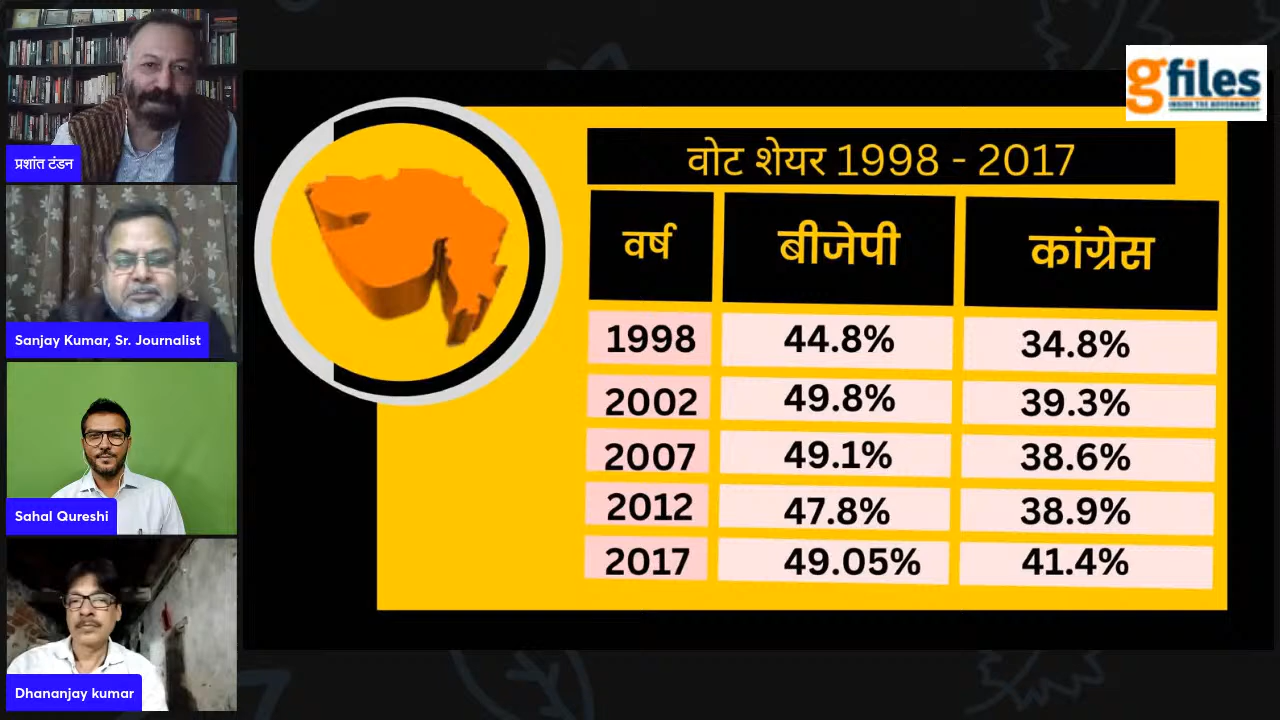 प्रशांत टंडन
Sanjay Kumar, Sr. Journalist
Sahal Qureshi
Dhananjay kumar
gfiles
INSIDE THE GOVERNMENT
वोट शेयर 1998 - 2017
वर्ष बीजेपी कांग्रेस
1998 44.8% 34.8%
2002 49.8% 39.3%
2007 49.1% 38.6%
2012 47.8% 38.9%
2017 49.05% 41.4%